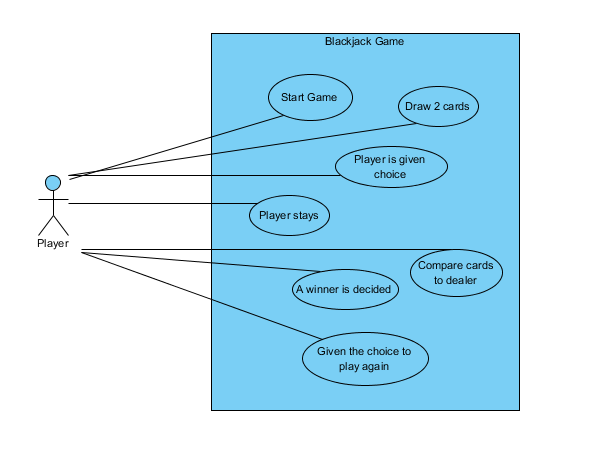 Blackjack Game
Start Game
Draw 2 cards
Player is given
choice
Player stays
Player
Compare cards
to dealer
A winner is decided
Given the choice to
play again